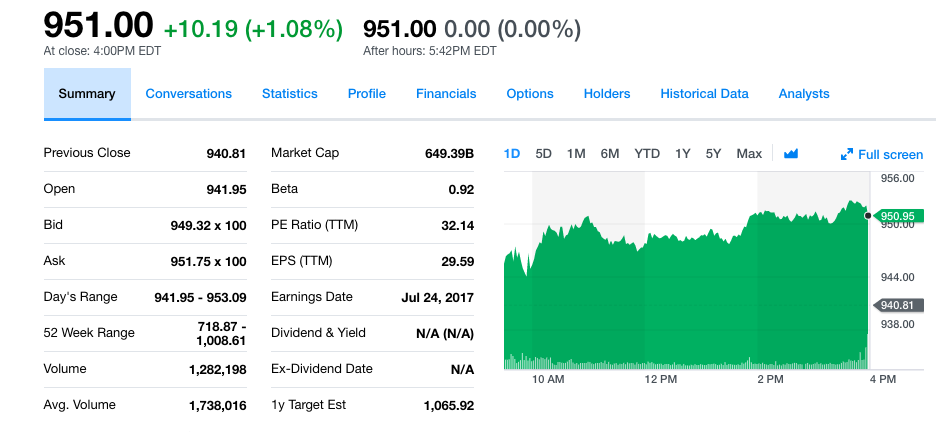 951.00 +10.19 (+1.08%) 951.00 0.00 (0.00%)
At close: 4:00PM EDT After hours: 5:42PM EDT
Summary Conversations Statistics Profile Financials Options Holders Historical Data Analysts
Previous Close 940.81
Open 941.95
Bid 949.32 x 100
Ask 951.75 x 100
Day's Range 941.95 - 953.09
52 Week Range 718.87 -
1,008.61
Volume 1,282,198
Avg. Volume 1,738,016
Market Cap 649.39B
Beta 0.92
PE Ratio (TTM) 32.14
EPS (TTM) 29.59
Earnings Date Jul 24, 2017
Dividend & Yield N/A (N/A)
Ex-Dividend Date N/A
1y Target Est 1,065.92
1D 5D 1M 6M YTD 1Y 5Y Max Full screen
956.00
950.95
950.00
944.00
940.81
938.00
10 AM 12 PM 2 PM 4 PM